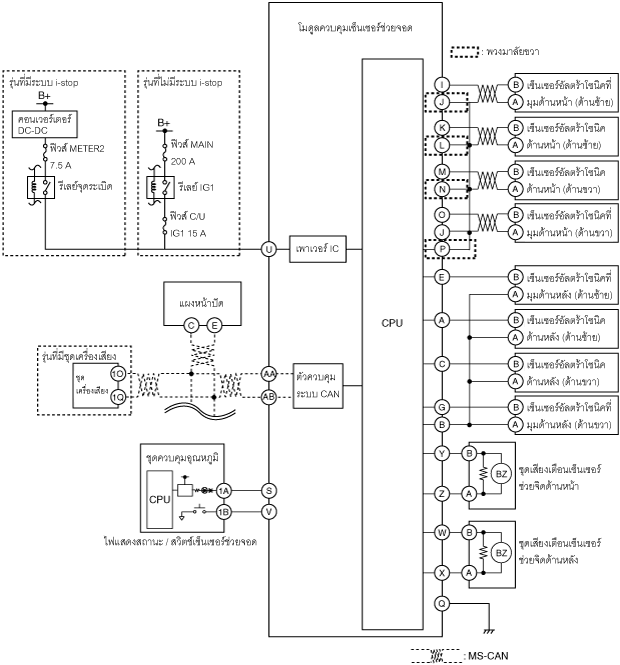 โมดูลควบคุมเซ็นเซอร์ช่วยจอด
: พวงมาลัยขวา
รุ่นที่มีระบบ i-stop
B+
คอนเวอร์เตอร์
DC-DC
ฟิวส์ METER2
7.5 A
รีเลย์จุดระเบิด
รุ่นที่ไม่มีระบบ i-stop
B+
ฟิวส์ MAIN
200 A
รีเลย์ IG1
ฟิวส์ C/U
IG1 15 A
U
เพาเวอร์ IC
CPU
I
B
J
A
เซ็นเซอร์อัลตร้าโซนิคที่
มุมด้านหน้า (ด้านซ้าย)
K
B
L
A
เซ็นเซอร์อัลตร้าโซนิค
ด้านหน้า (ด้านซ้าย)
M
B
N
A
เซ็นเซอร์อัลตร้าโซนิค
ด้านหน้า (ด้านขวา)
O
B
J
A
P
เซ็นเซอร์อัลตร้าโซนิคที่
มุมด้านหน้า (ด้านขวา)
E
B
A
เซ็นเซอร์อัลตร้าโซนิคที่
มุมด้านหลัง (ด้านซ้าย)
A
B
A
เซ็นเซอร์อัลตร้าโซนิค
ด้านหลัง (ด้านซ้าย)
C
B
A
เซ็นเซอร์อัลตร้าโซนิค
ด้านหลัง (ด้านขวา)
G
B
B
A
เซ็นเซอร์อัลตร้าโซนิคที่
มุมด้านหลัง (ด้านขวา)
แผงหน้าปัด
C
E
รุ่นที่มีชุดเครื่องเสียง
ชุด
เครื่องเสียง
1O
1Q
AA
AB
ตัวควบคุม
ระบบ CAN
ชุดควบคุมอุณหภูมิ
CPU
1A
1B
S
V
ไฟแสดงสถานะ / สวิตช์เซ็นเซอร์ช่วยจอด
Y
B
Z
A
BZ
ชุดเสียงเตือนเซ็นเซอร์
ช่วยจิดด้านหน้า
W
B
X
A
BZ
ชุดเสียงเตือนเซ็นเซอร์
ช่วยจิดด้านหลัง
Q
: MS-CAN